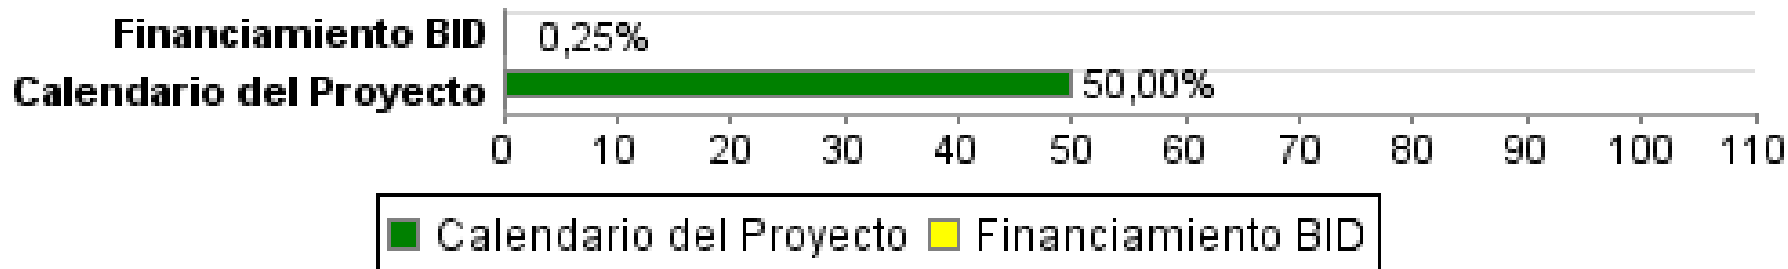 Financiamiento BID 0,25%
Calendario del Proyecto 50,00%
0 10 20 30 40 50 60 70 80 90 100 110
Calendario del Proyecto Financiamiento BID